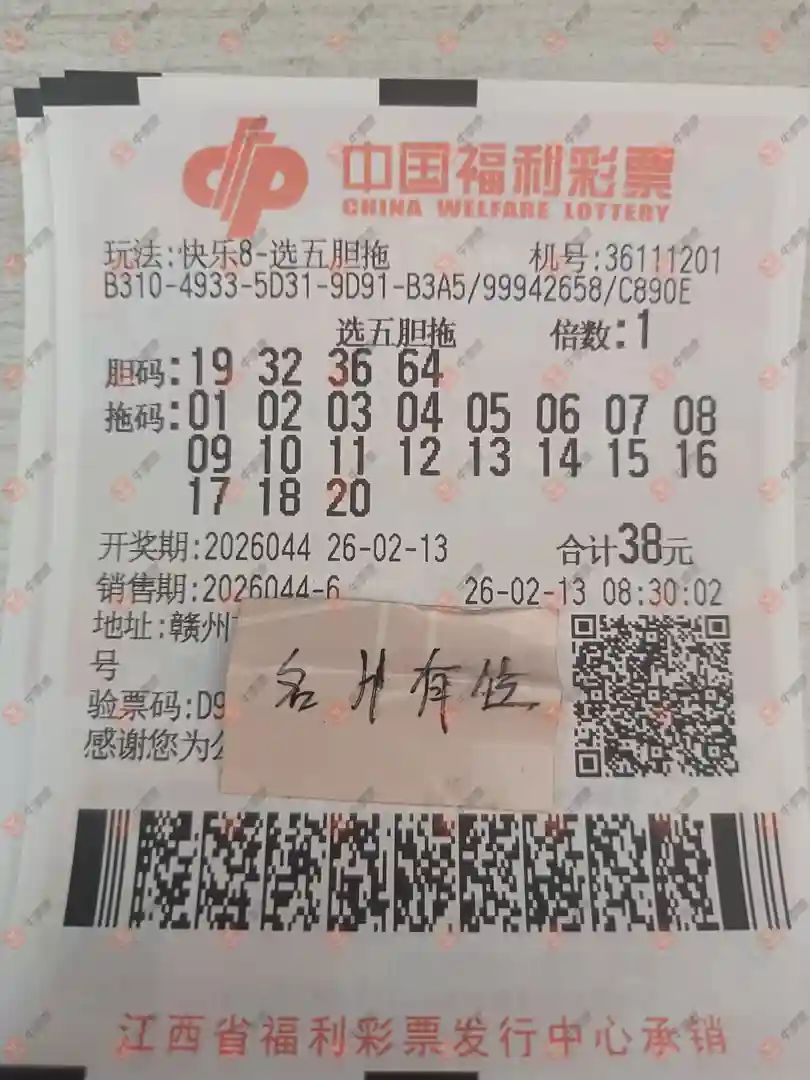 中国福利彩票
CHINA WELFARE LOTTERY
玩法:快乐8-选五胆拖 机号:36111201
B310-4933-5D31-9D91-B3A5/99942658/C890E
选五胆拖 倍数:1
胆码:19 32 36 64
拖码:01 02 03 04 05 06 07 08
09 10 11 12 13 14 15 16
17 18 20
开奖期:2026044 26-02-13 合计38元
销售期:2026044-6 26-02-13 08:30:02
地址:赣州
号
验票码:D9
感谢您为公
名 有位
江西省福利彩票发行中心承销